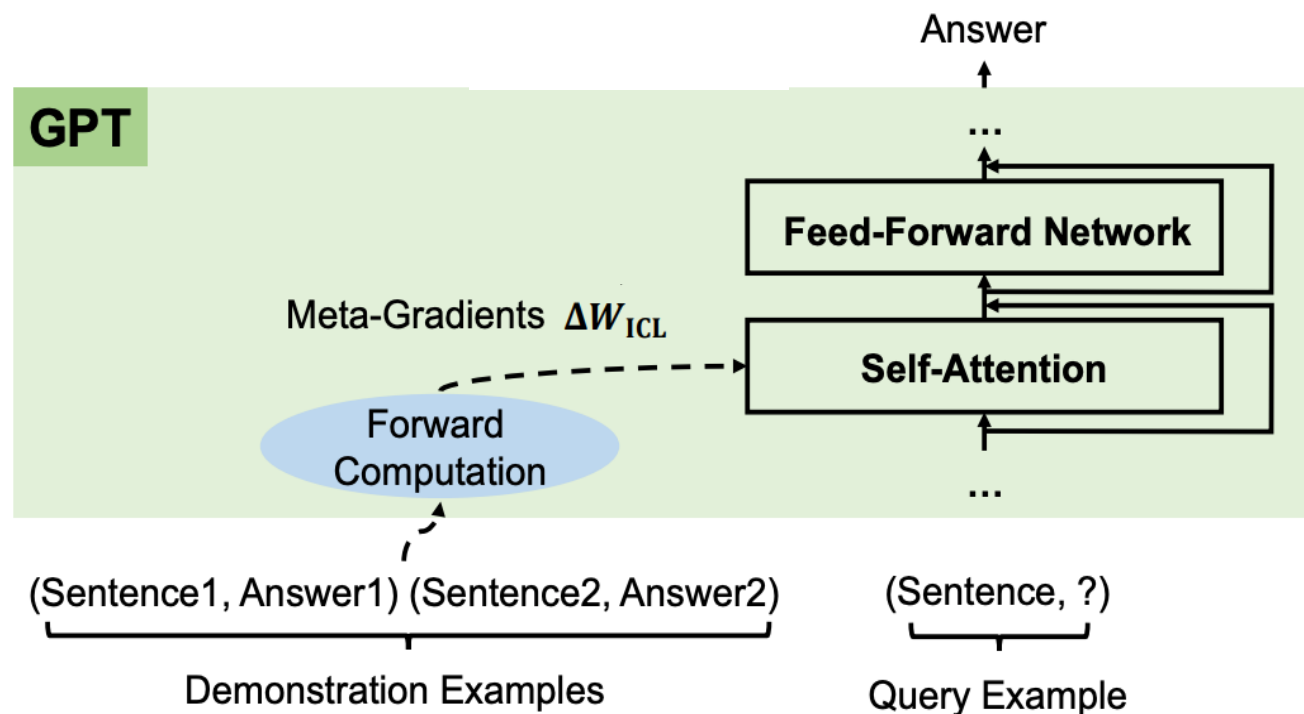 Answer
GPT
...
Feed-Forward Network
Meta-Gradients ΔW_ICL
Self-Attention
Forward
Computation
...
(Sentence1, Answer1) (Sentence2, Answer2)
(Sentence, ?)
Demonstration Examples
Query Example